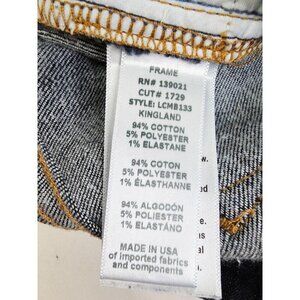 FRAME
RN# 139021
CUT# 1729
STYLE: LCMB133
KINGLAND
94% COTTON
5% POLYESTER
1% ELASTANE
94% COTON
5% POLYESTER
1% ELASTHANNE
94% ALGODÓN
5% POLIESTER
1% ELASTÁNO
MADE IN USA
of imported fabrics
and components